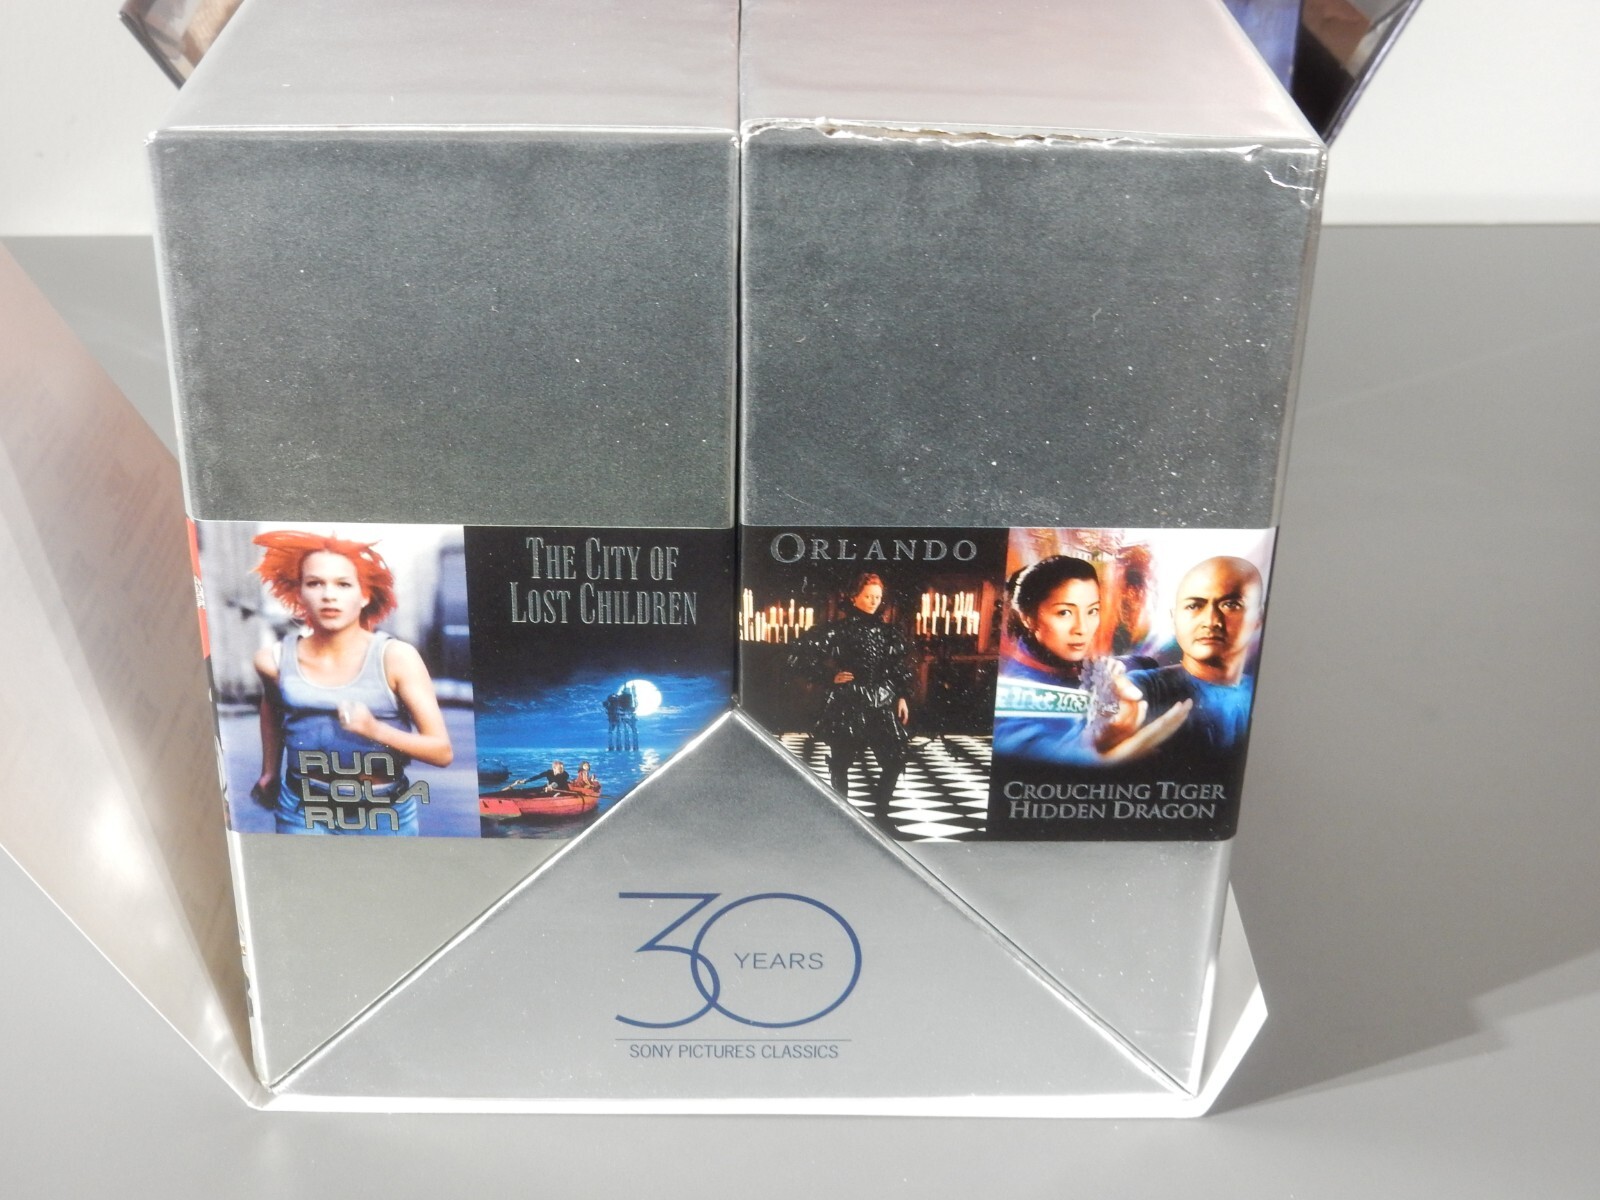 THE CITY OF
LOST CHILDREN
ORLANDO
RUN
LOLA
RUN
CROUCHING TIGER
HIDDEN DRAGON
30
YEARS
SONY PICTURES CLASSICS